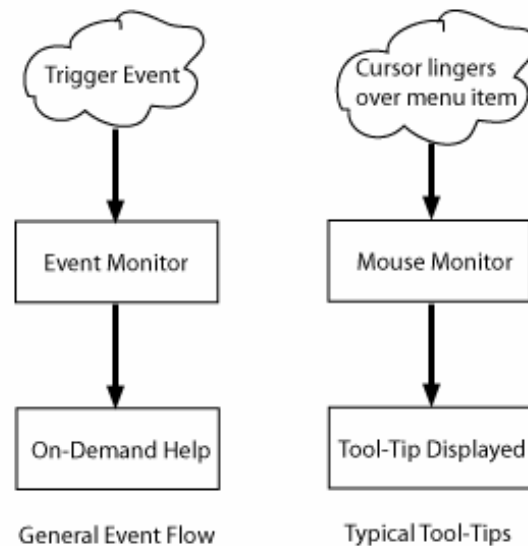 Trigger Event
Event Monitor
On-Demand Help
General Event Flow
Cursor lingers
over menu item
Mouse Monitor
Tool-Tip Displayed
Typical Tool-Tips